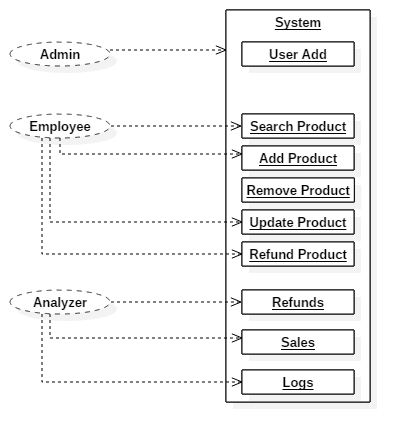 System
Admin
User Add
Employee
Search Product
Add Product
Remove Product
Update Product
Refund Product
Analyzer
Refunds
Sales
Logs